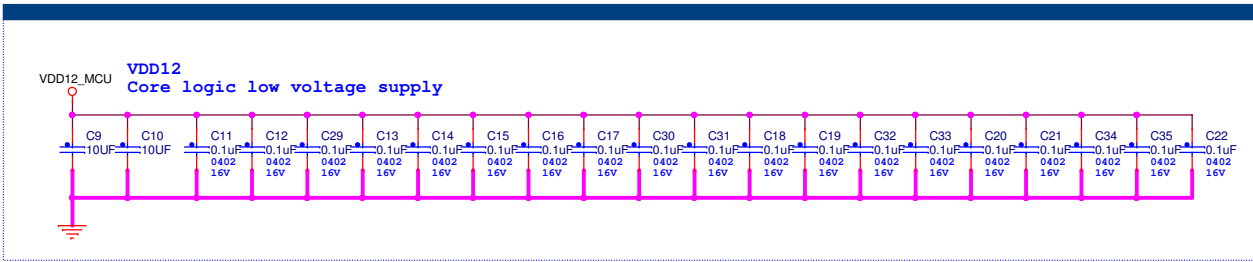 VDD12
VDD12_MCU
Core logic low voltage supply
C9 C10 C11 C12 C29 C13 C14 C15 C16 C17 C30 C31 C18 C19 C32 C33 C20 C21 C34 C35 C22
10UF 10UF 0.1uF 0.1uF 0.1uF 0.1uF 0.1uF 0.1uF 0.1uF 0.1uF 0.1uF 0.1uF 0.1uF 0.1uF 0.1uF 0.1uF 0.1uF 0.1uF 0.1uF 0.1uF 0.1uF
0402 0402 0402 0402 0402 0402 0402 0402 0402 0402 0402 0402 0402 0402 0402 0402 0402 0402 0402
16V 16V 16V 16V 16V 16V 16V 16V 16V 16V 16V 16V 16V 16V 16V 16V 16V 16V 16V